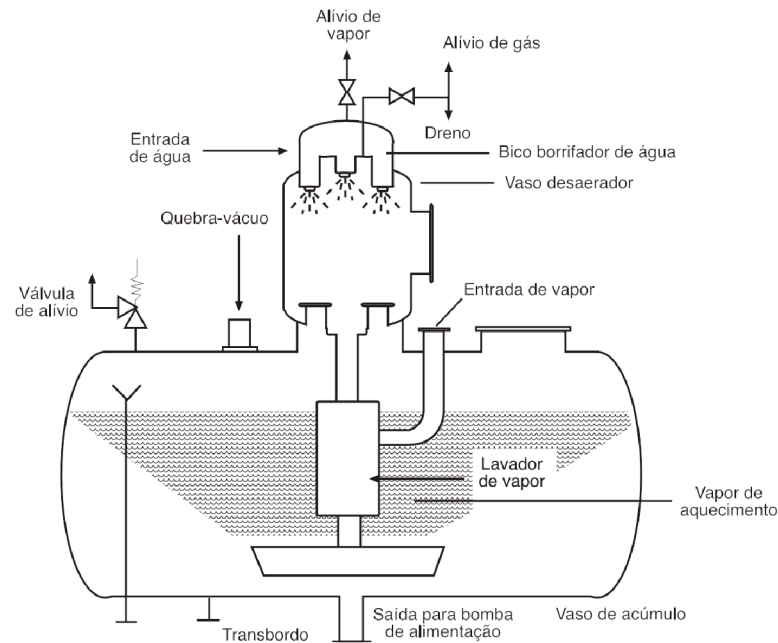 Alívio de
vapor
Alívio de gás
Dreno
Entrada
de água
Bico borrifador de água
Vaso desaerador
Quebra-vácuo
Entrada de vapor
Válvula
de alívio
Lavador
de vapor
Vapor de
aquecimento
Transbordo
Saída para bomba
de alimentação
Vaso de acúmulo